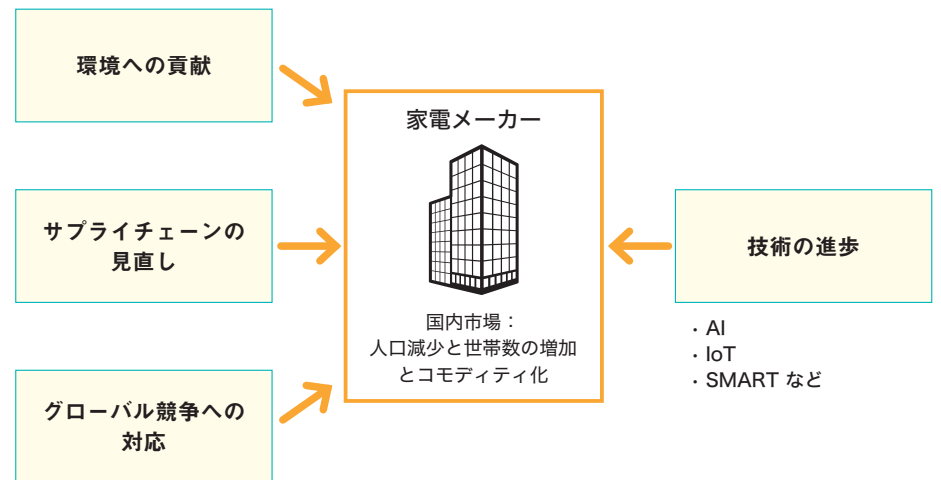 環境への貢献
家電メーカー
サプライチェーンの
見直し
技術の進歩
国内市場：
人口減少と世帯数の増加
とコモディティ化
・AI
・IoT
・SMART など
グローバル競争への
対応